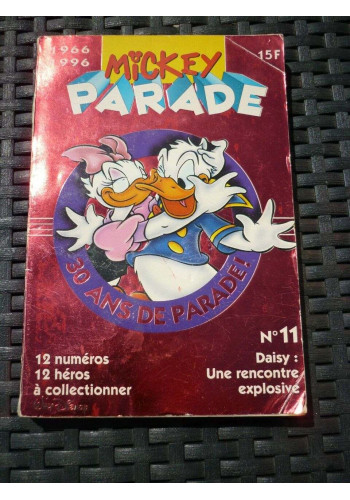 1966
1996
MICKEY
PARADE
15F
30 ANS DE PARADE!
N° 11
Daisy :
Une rencontre
explosive
12 numéros
12 héros
à collectionner